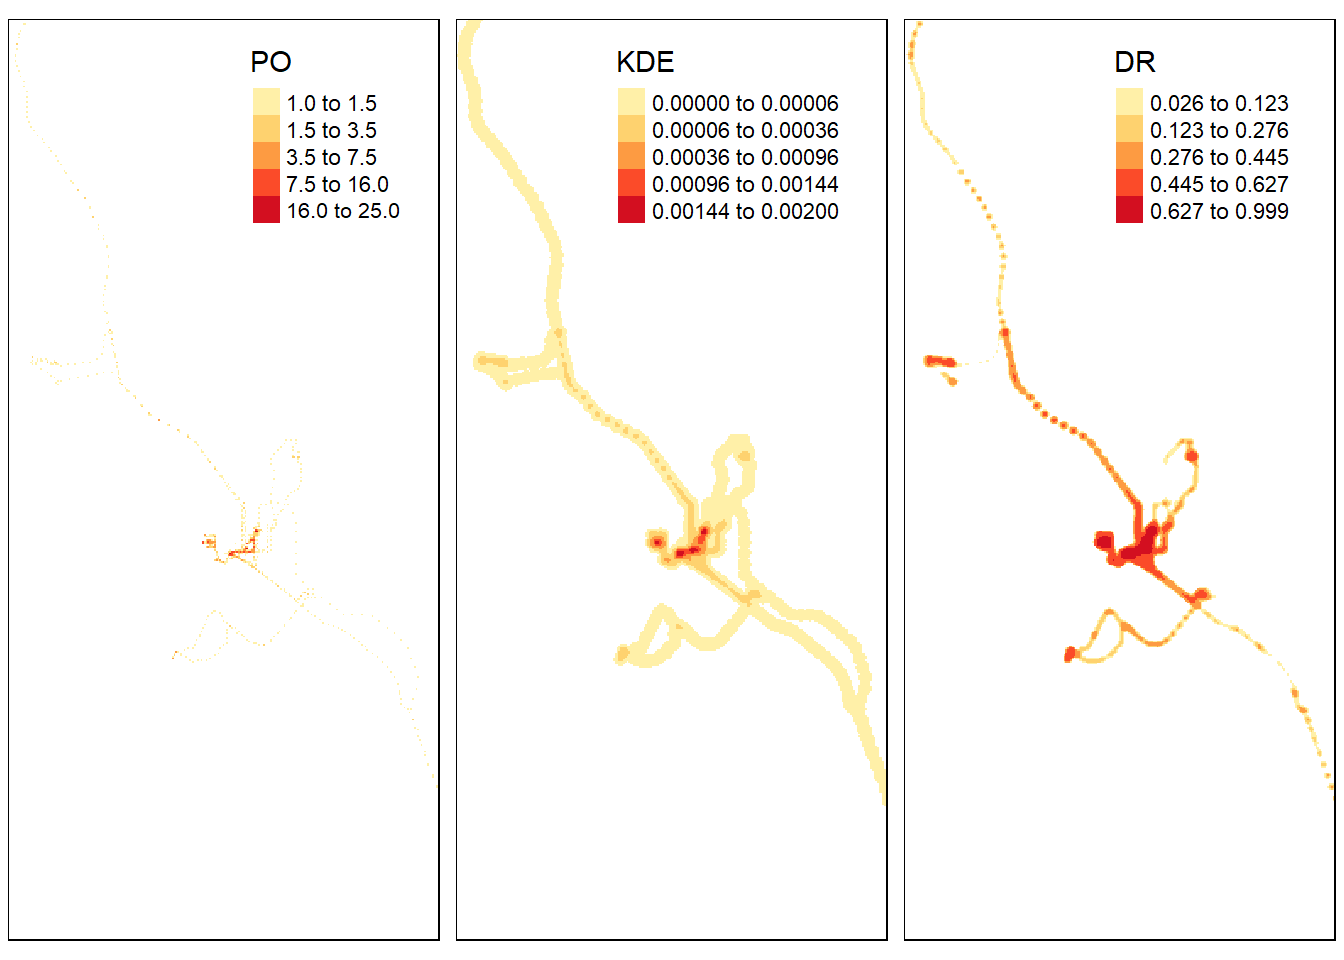 PO
1.0 to 1.5
1.5 to 3.5
3.5 to 7.5
7.5 to 16.0
16.0 to 25.0
KDE
0.00000 to 0.00006
0.00006 to 0.00036
0.00036 to 0.00096
0.00096 to 0.00144
0.00144 to 0.00200
DR
0.026 to 0.123
0.123 to 0.276
0.276 to 0.445
0.445 to 0.627
0.627 to 0.999